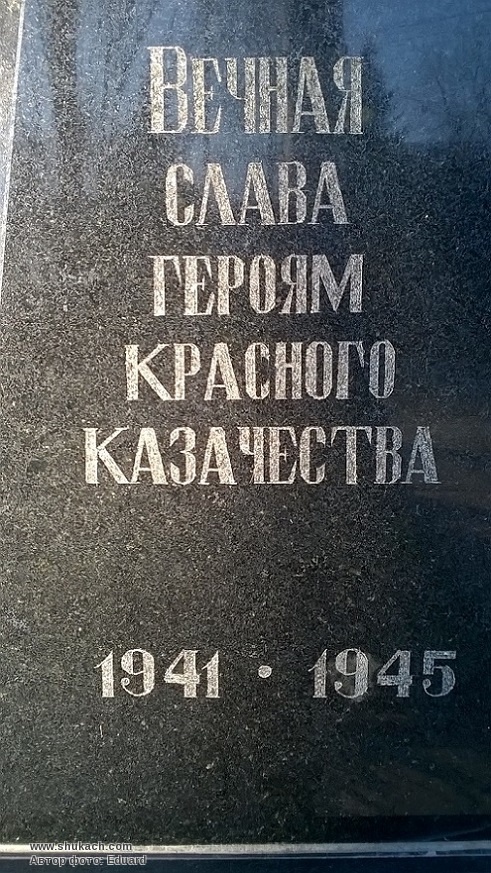 Вечная
слава
героям
красного
казачества
1941 • 1945
www.shukach.com
Автор фото: Eduard